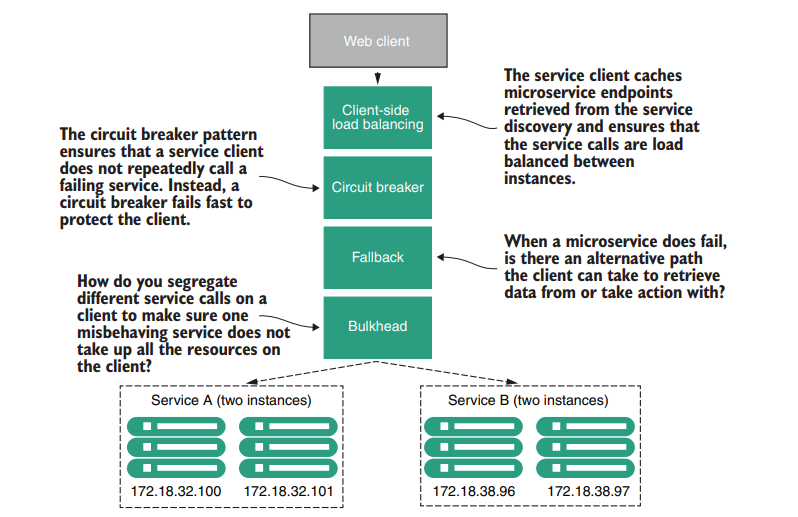 Web client
Client-side
load balancing
The service client caches
microservice endpoints
retrieved from the service
discovery and ensures that
the service calls are load
balanced between
instances.
The circuit breaker pattern
ensures that a service client
does not repeatedly call a
failing service. Instead, a
circuit breaker fails fast to
protect the client.
Circuit breaker
Fallback
When a microservice does fail,
is there an alternative path
the client can take to retrieve
data from or take action with?
How do you segregate
different service calls on a
client to make sure one
misbehaving service does not
take up all the resources on
the client?
Bulkhead
Service A (two instances)
172.18.32.100
172.18.32.101
Service B (two instances)
172.18.38.96
172.18.38.97